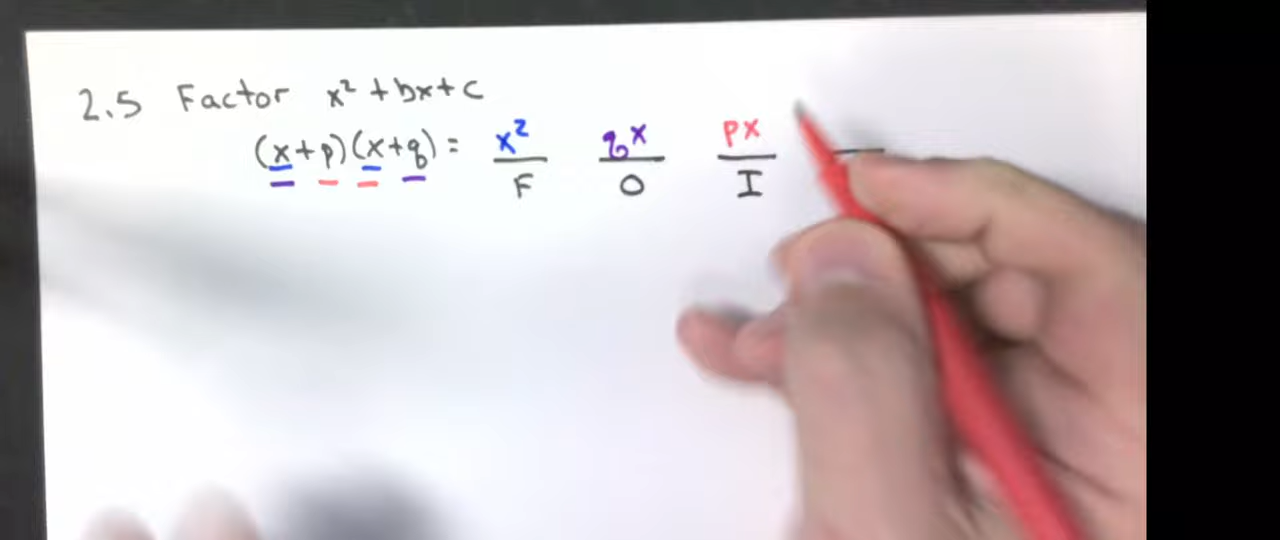 2.5 Factor x² + bx + c
(x+p)(x+q) = x² qx px
F O I